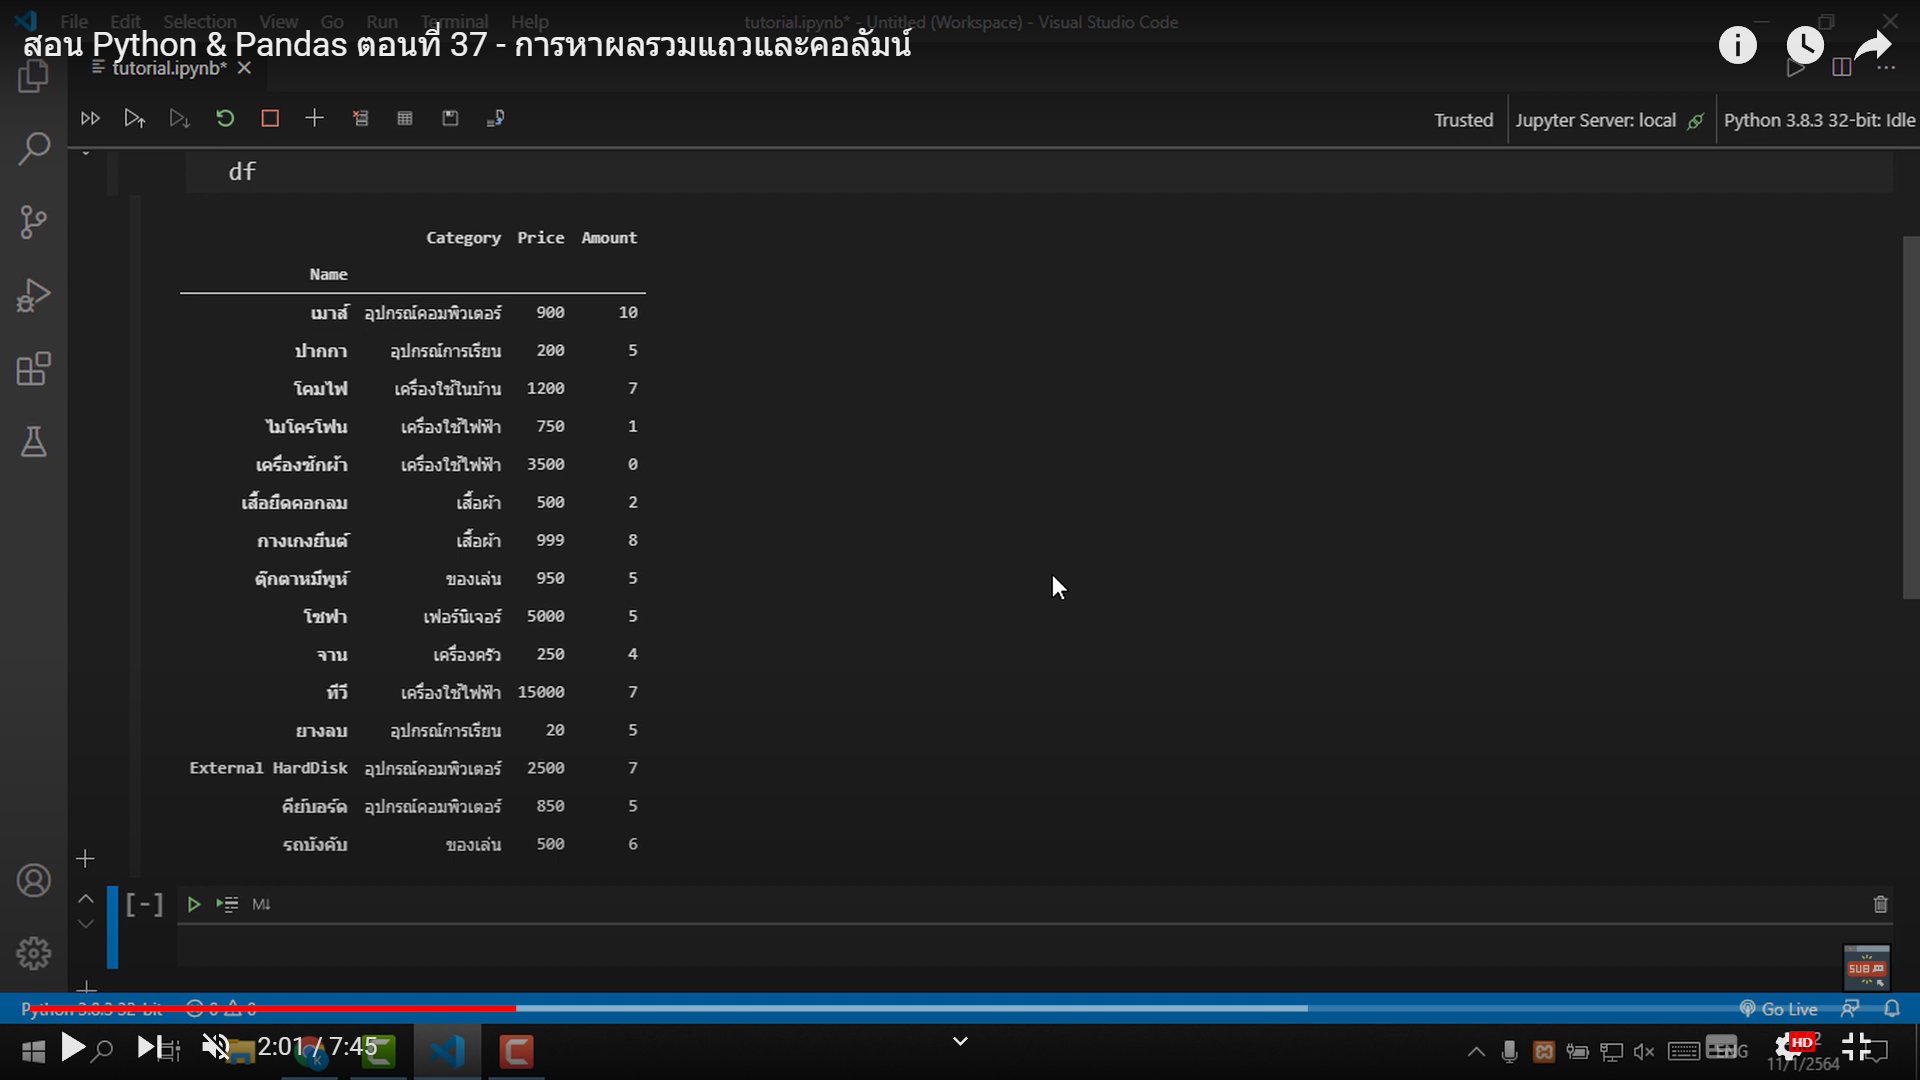 File Edit Selection View Go Run Terminal Help
tutorial.ipynb* - Untitled (Workspace) - Visual Studio Code
สอน Python & Pandas ตอนที่ 37 - การหาผลรวมแถวและคอลัมน์
tutorial.ipynb*
Trusted Jupyter Server: local Python 3.8.3 32-bit: Idle
df
Category Price Amount
Name
เมาส์ อุปกรณ์คอมพิวเตอร์ 900 10
ปากกา อุปกรณ์การเรียน 200 5
โคมไฟ เครื่องใช้ในบ้าน 1200 7
ไมโครโฟน เครื่องใช้ไฟฟ้า 750 1
เครื่องซักผ้า เครื่องใช้ไฟฟ้า 3500 0
เสื้อยืดคอกลม เสื้อผ้า 500 2
กางเกงยีนต์ เสื้อผ้า 999 8
ตุ๊กตาหมีพูห์ ของเล่น 950 5
โซฟา เฟอร์นิเจอร์ 5000 5
จาน เครื่องครัว 250 4
ทีวี เครื่องใช้ไฟฟ้า 15000 7
ยางลบ อุปกรณ์การเรียน 20 5
External HardDisk อุปกรณ์คอมพิวเตอร์ 2500 7
คีย์บอร์ด อุปกรณ์คอมพิวเตอร์ 850 5
รถบังคับ ของเล่น 500 6
[-] M↓
SUB
Python 3.8.3 32-bit 0 0 Go Live
2:01 / 7:45
ENG HD
11/1/2564